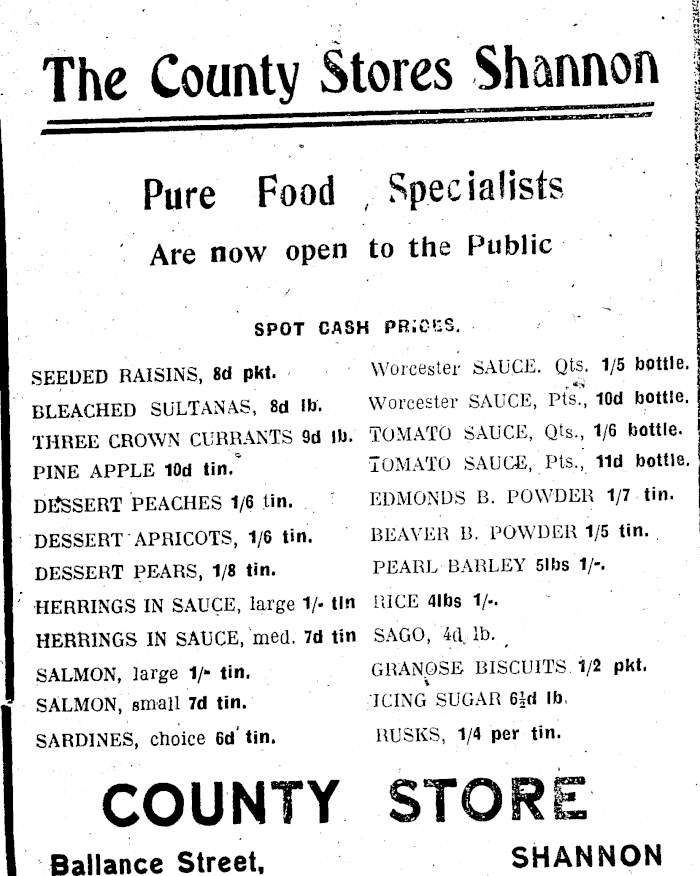 The County Stores Shannon
Pure Food Specialists
Are now open to the Public
SPOT CASH PRICES.
SEEDED RAISINS, 8d pkt.
BLEACHED SULTANAS, 8d lb.
THREE CROWN CURRANTS 9d lb.
PINE APPLE 10d tin.
DESSERT PEACHES 1/6 tin.
DESSERT APRICOTS, 1/6 tin.
DESSERT PEARS, 1/8 tin.
HERRINGS IN SAUCE, large 1/- tin
HERRINGS IN SAUCE, med. 7d tin
SALMON, large 1/- tin.
SALMON, small 7d tin.
SARDINES, choice 6d tin.
Worcester SAUCE. Qts. 1/5 bottle.
Worcester SAUCE, Pts., 10d bottle.
TOMATO SAUCE, Qts., 1/6 bottle.
TOMATO SAUCE, Pts., 11d bottle.
EDMONDS B. POWDER 1/7 tin.
BEAVER B. POWDER 1/5 tin.
PEARL BARLEY 5lbs 1/-.
RICE 4lbs 1/-.
SAGO, 4d lb.
GRANOSE BISCUITS 1/2 pkt.
ICING SUGAR 6½d lb.
RUSKS, 1/4 per tin.
COUNTY STORE
Ballance Street, SHANNON